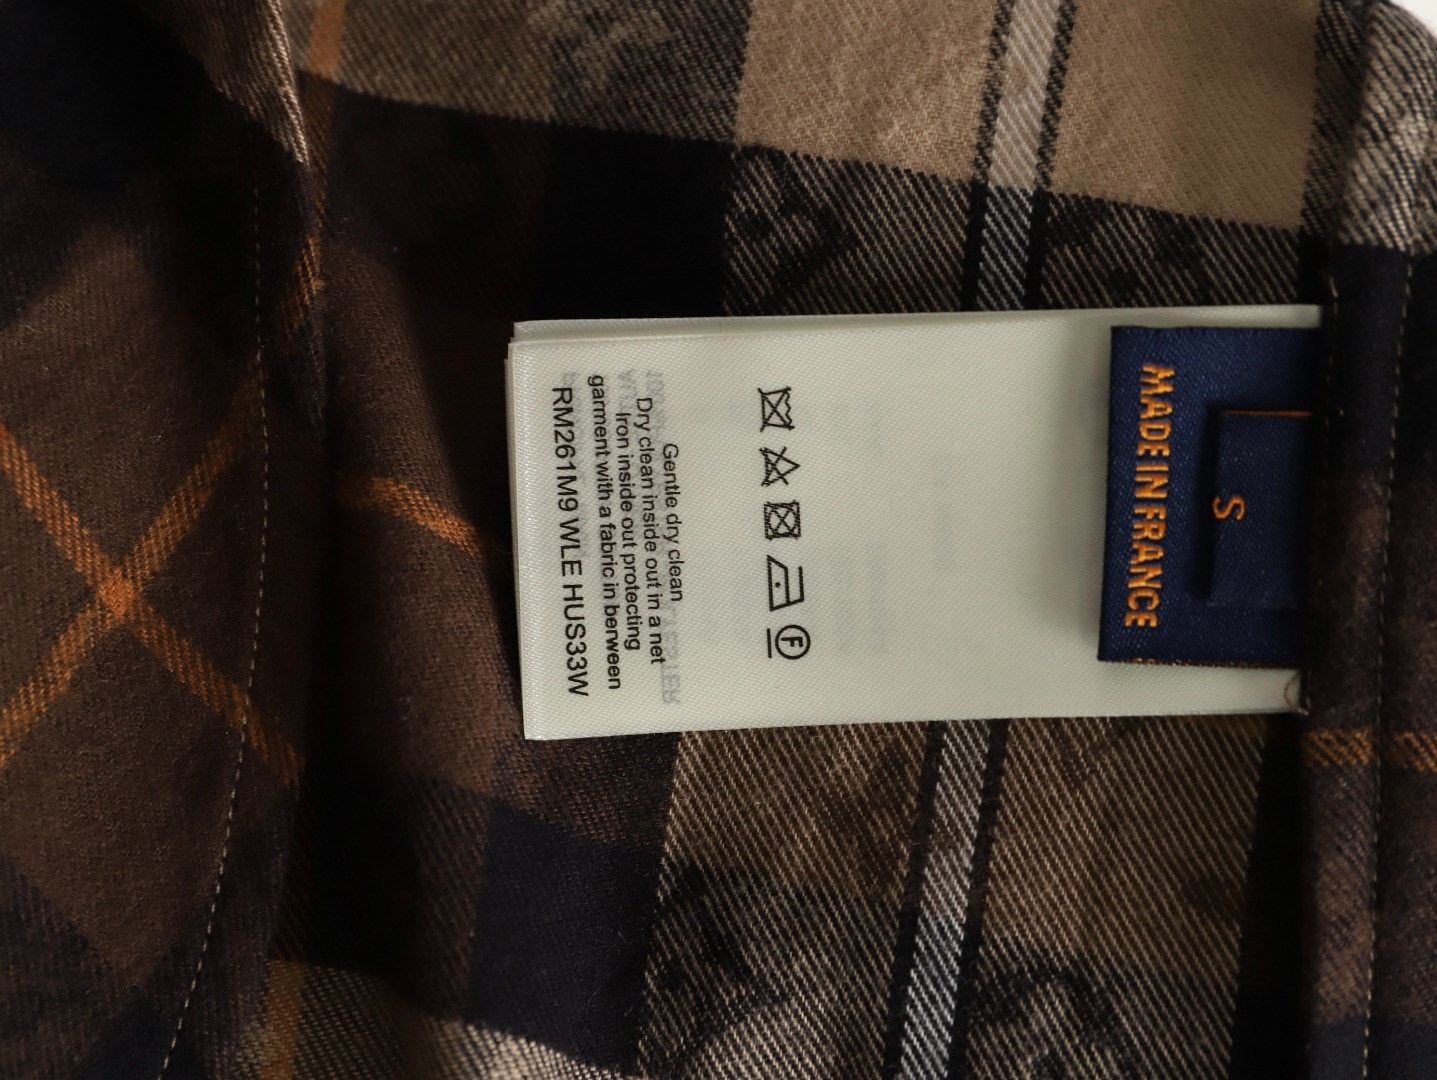 MADE IN FRANCE
S
F
Gentle dry clean
Dry clean inside out in a net
Iron inside out protecting
garment with a fabric in berween
RM261M9 WLE HUS33W